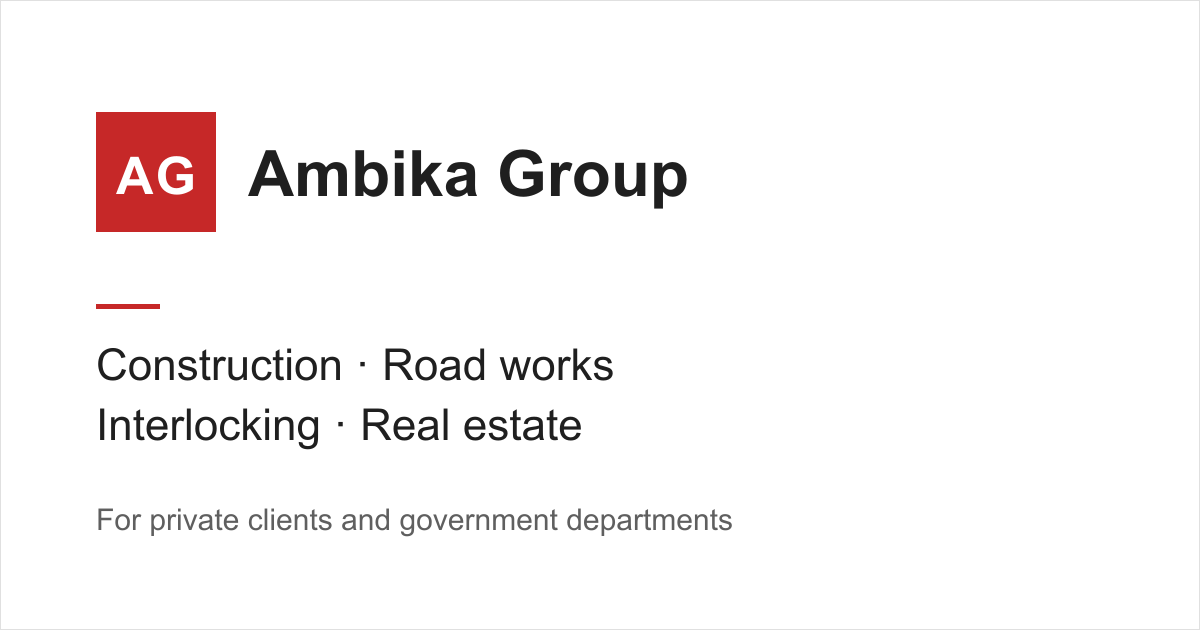 AG
Ambika Group
Construction · Road works
Interlocking · Real estate
For private clients and government departments